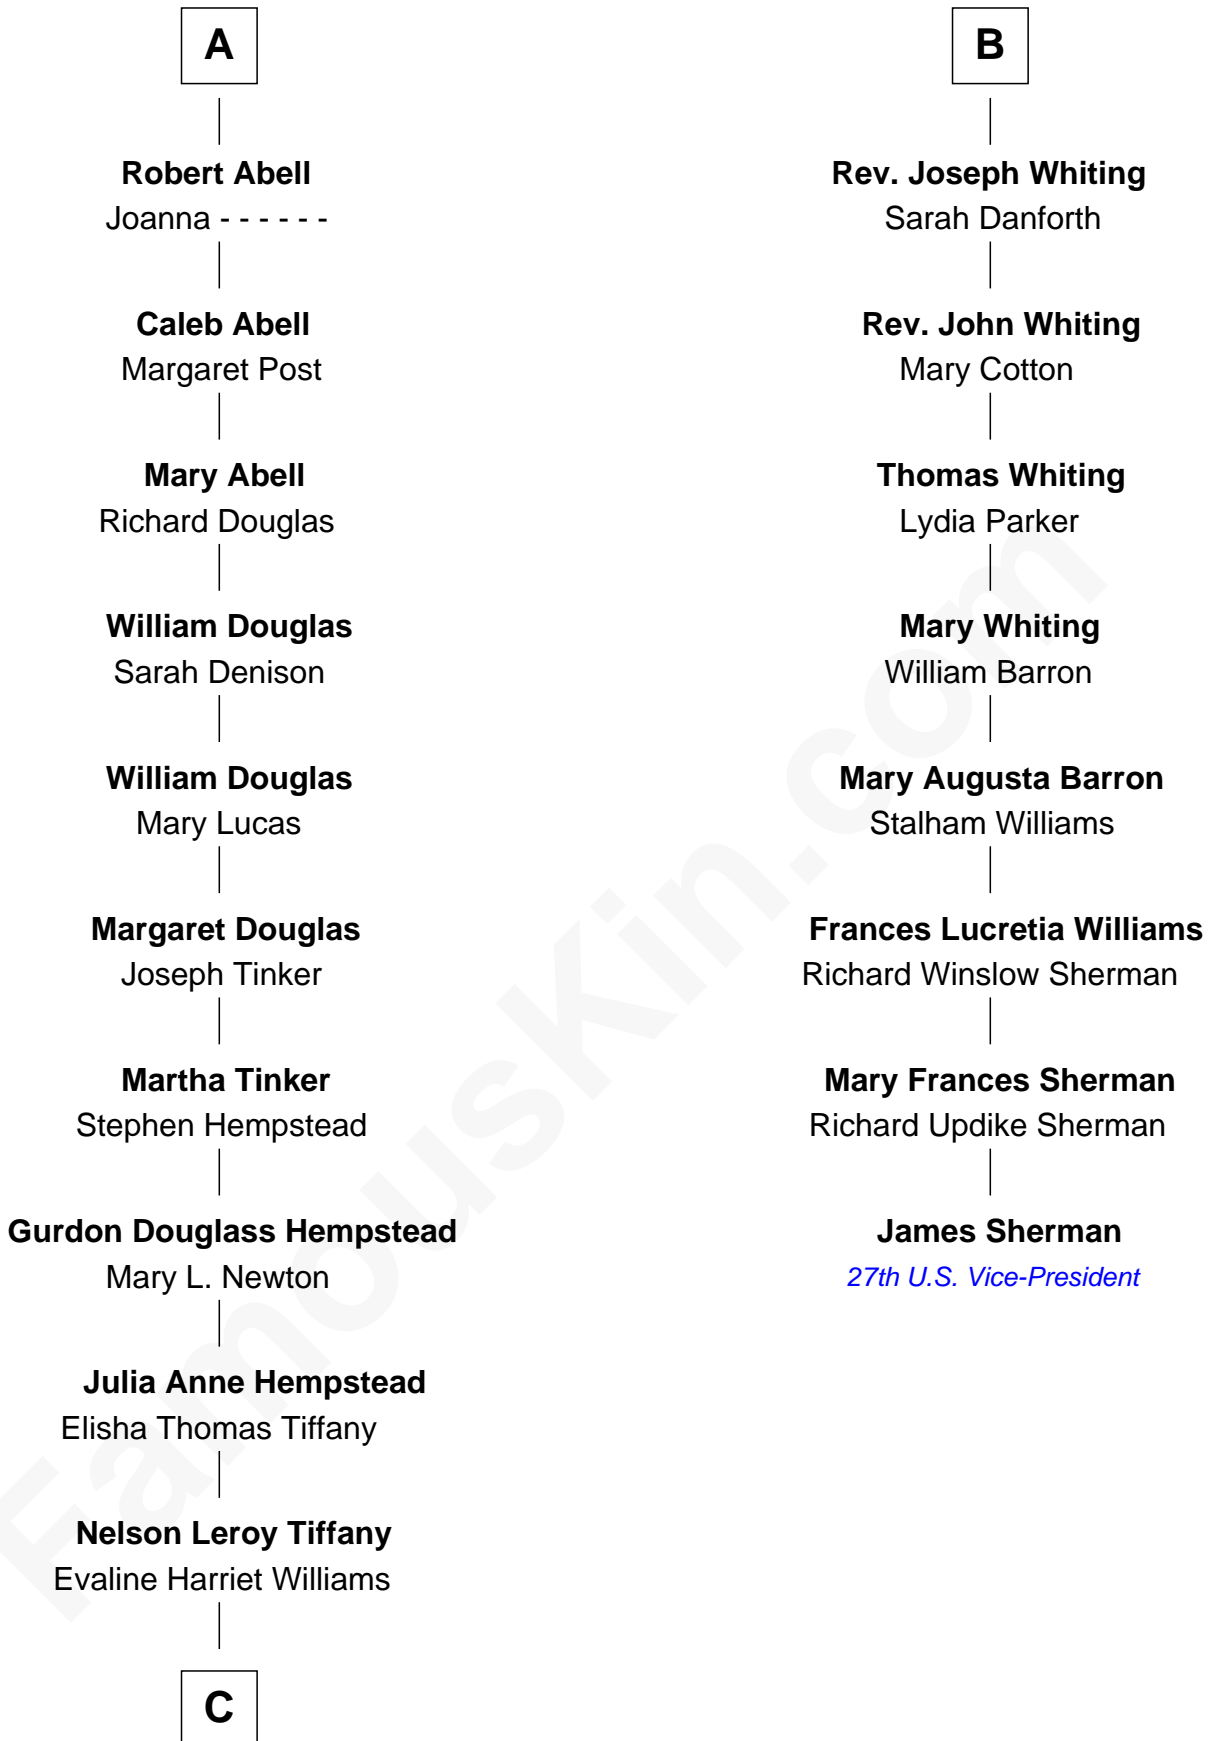 A
Robert Abell
Joanna - - - - - -
Caleb Abell
Margaret Post
Mary Abell
Richard Douglas
William Douglas
Sarah Denison
William Douglas
Mary Lucas
Margaret Douglas
Joseph Tinker
Martha Tinker
Stephen Hempstead
Gurdon Douglass Hempstead
Mary L. Newton
Julia Anne Hempstead
Elisha Thomas Tiffany
Nelson Leroy Tiffany
Evaline Harriet Williams
C
B
Rev. Joseph Whiting
Sarah Danforth
Rev. John Whiting
Mary Cotton
Thomas Whiting
Lydia Parker
Mary Whiting
William Barron
Mary Augusta Barron
Stalham Williams
Frances Lucretia Williams
Richard Winslow Sherman
Mary Frances Sherman
Richard Updike Sherman
James Sherman
27th U.S. Vice-President
FamousKin.com